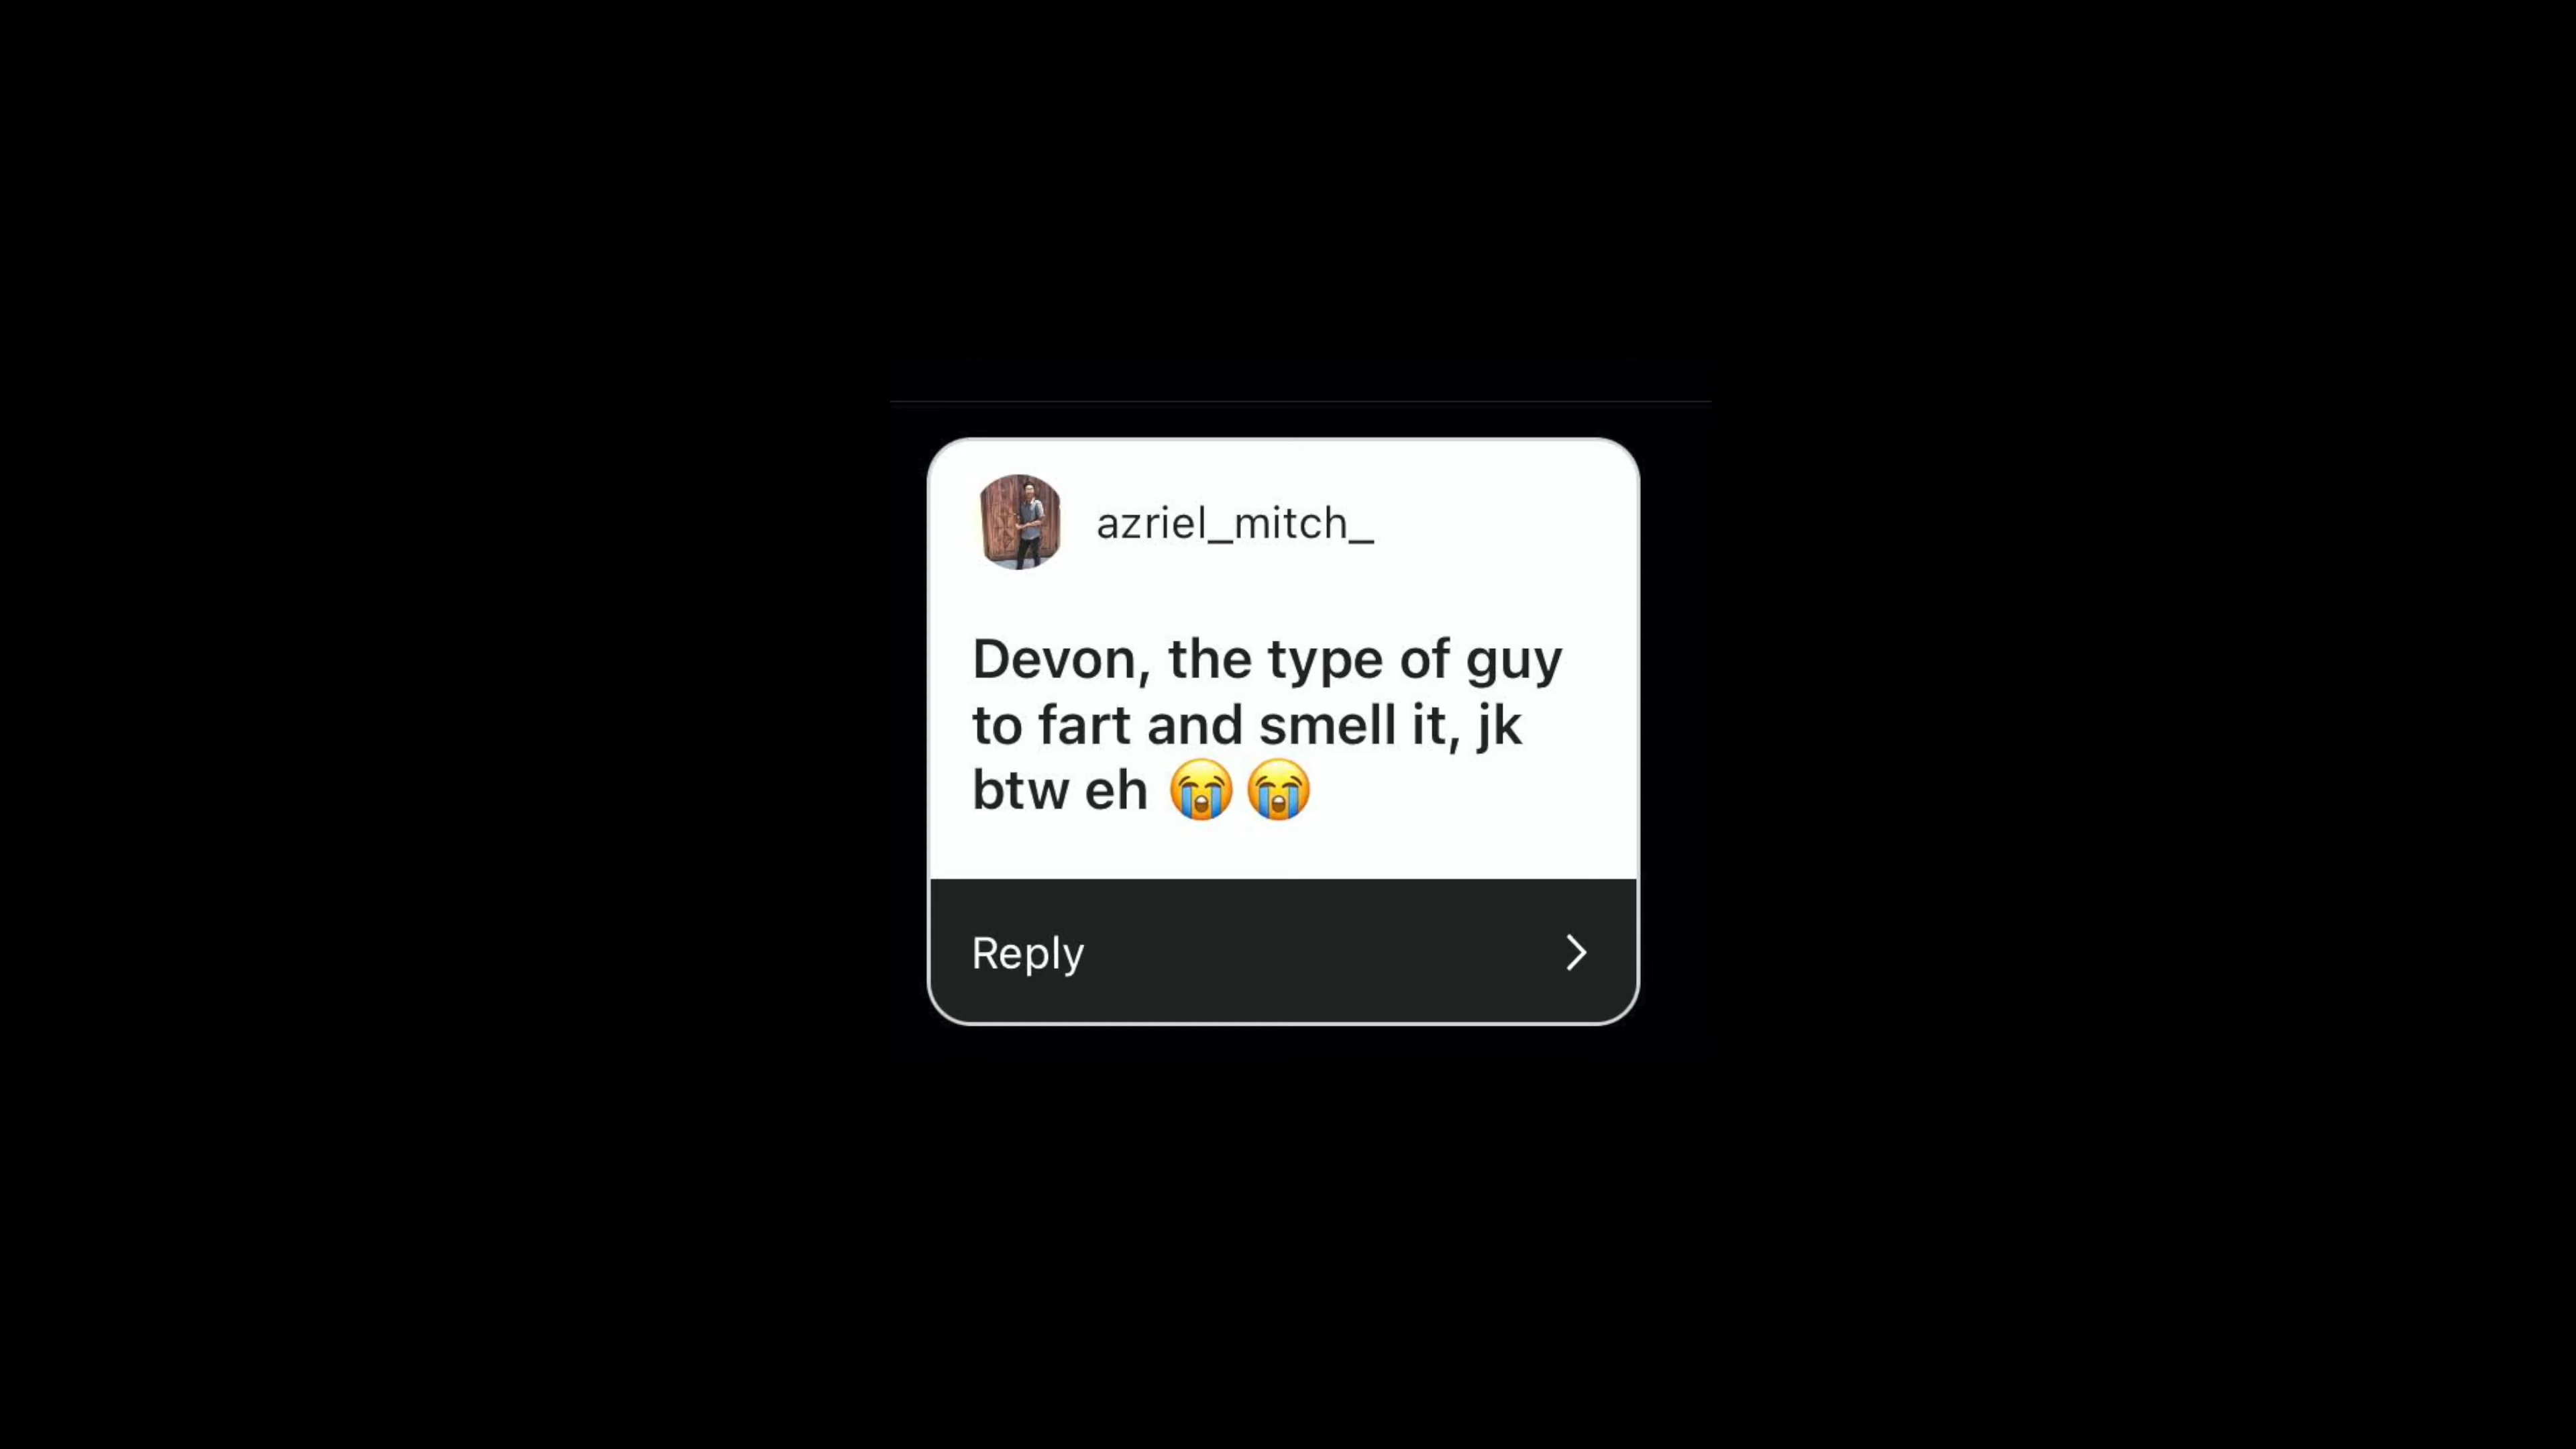 azriel_mitch_
Devon, the type of guy
to fart and smell it, jk
btw eh 😭😭
Reply